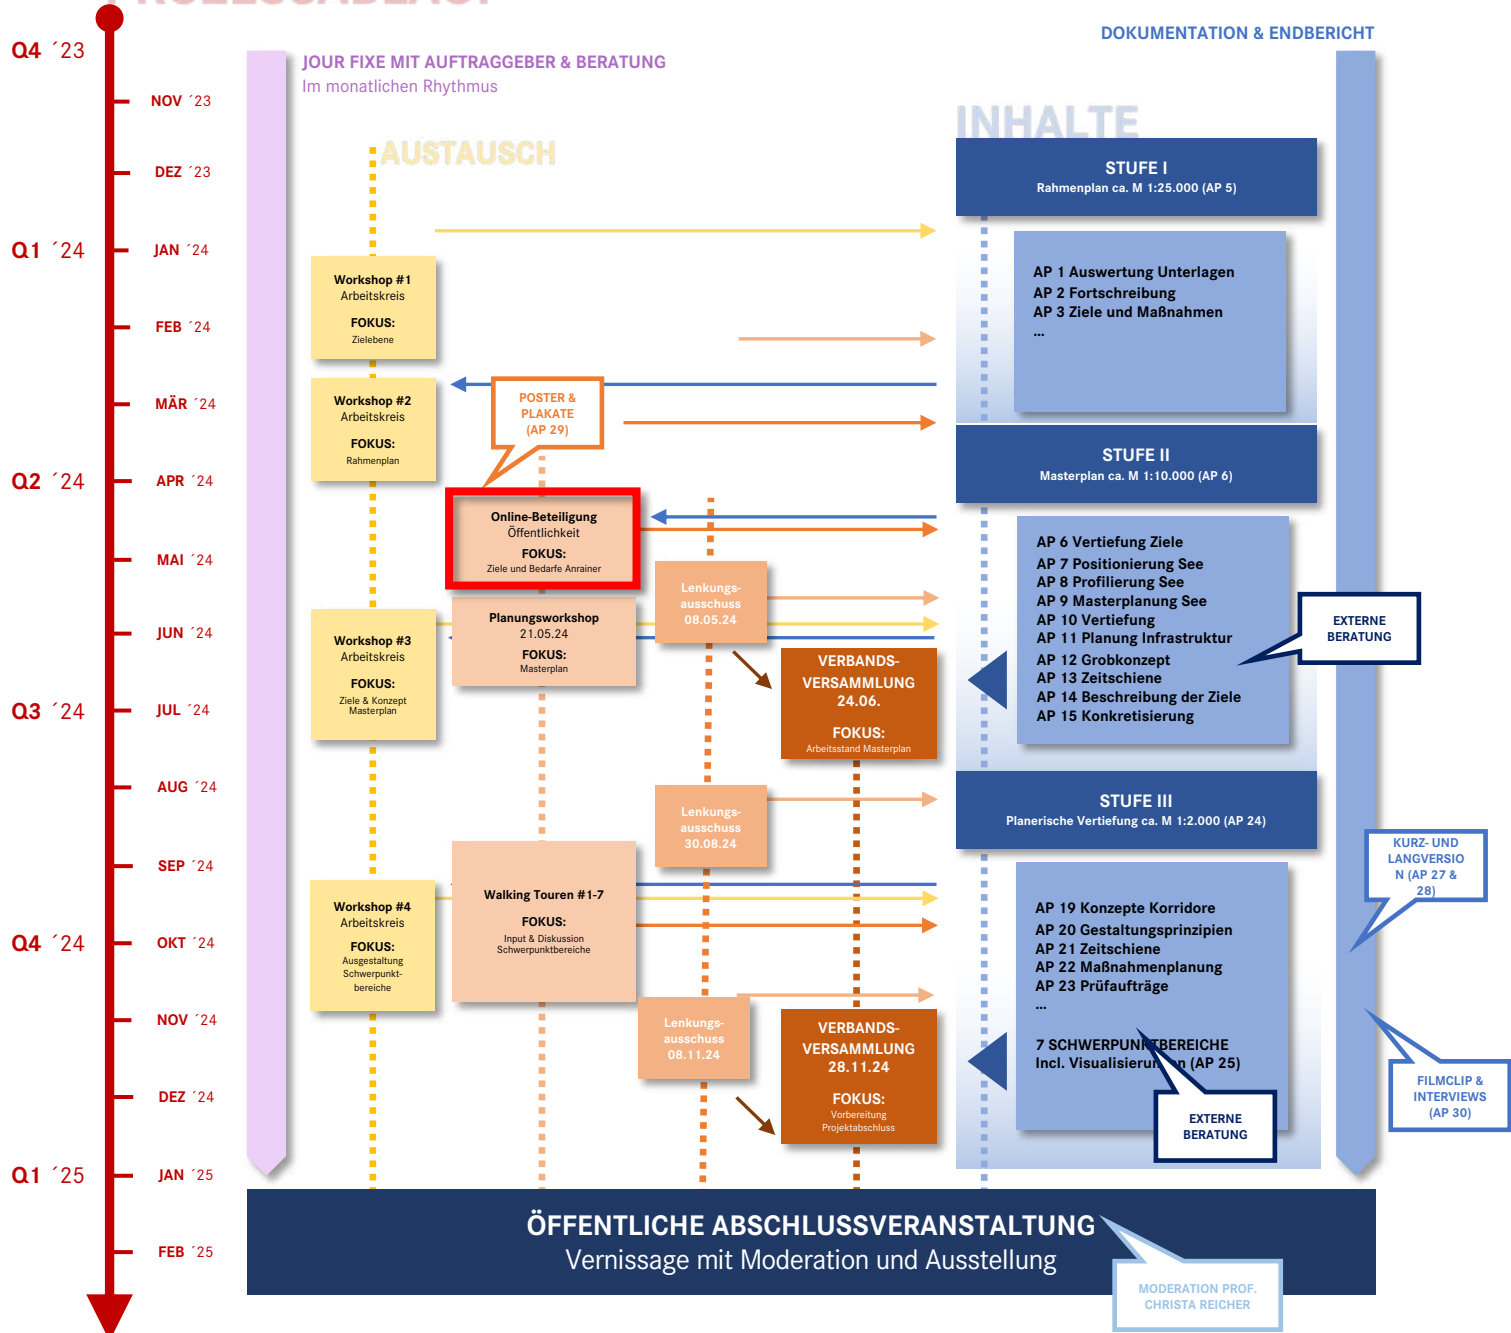 PROZESSABLAUF
Q4 ´23
NOV ´23
DEZ ´23
Q1 ´24
JAN ´24
FEB ´24
MÄR ´24
Q2 ´24
APR ´24
MAI ´24
JUN ´24
Q3 ´24
JUL ´24
AUG ´24
SEP ´24
Q4 ´24
OKT ´24
NOV ´24
DEZ ´24
Q1 ´25
JAN ´25
FEB ´25
JOUR FIXE MIT AUFTRAGGEBER & BERATUNG
Im monatlichen Rhythmus
DOKUMENTATION & ENDBERICHT
AUSTAUSCH
Workshop #1
Arbeitskreis
FOKUS:
Zielebene
Workshop #2
Arbeitskreis
FOKUS:
Rahmenplan
POSTER &
PLAKATE
(AP 29)
Online-Beteiligung
Öffentlichkeit
FOKUS:
Ziele und Bedarfe Anrainer
Planungsworkshop
21.05.24
FOKUS:
Masterplan
Workshop #3
Arbeitskreis
FOKUS:
Ziele & Konzept
Masterplan
Lenkungs-
ausschuss
08.05.24
VERBANDS-
VERSAMMLUNG
24.06.
FOKUS:
Arbeitsstand Masterplan
Lenkungs-
ausschuss
30.08.24
Walking Touren #1-7
FOKUS:
Input & Diskussion
Schwerpunktbereiche
Workshop #4
Arbeitskreis
FOKUS:
Ausgestaltung
Schwerpunkt-
bereiche
Lenkungs-
ausschuss
08.11.24
VERBANDS-
VERSAMMLUNG
28.11.24
FOKUS:
Vorbereitung
Projektabschluss
INHALTE
STUFE I
Rahmenplan ca. M 1:25.000 (AP 5)
AP 1 Auswertung Unterlagen
AP 2 Fortschreibung
AP 3 Ziele und Maßnahmen
...
STUFE II
Masterplan ca. M 1:10.000 (AP 6)
AP 6 Vertiefung Ziele
AP 7 Positionierung See
AP 8 Profilierung See
AP 9 Masterplanung See
AP 10 Vertiefung
AP 11 Planung Infrastruktur
AP 12 Grobkonzept
AP 13 Zeitschiene
AP 14 Beschreibung der Ziele
AP 15 Konkretisierung
EXTERNE
BERATUNG
STUFE III
Planerische Vertiefung ca. M 1:2.000 (AP 24)
AP 19 Konzepte Korridore
AP 20 Gestaltungsprinzipien
AP 21 Zeitschiene
AP 22 Maßnahmenplanung
AP 23 Prüfaufträge
...
7 SCHWERPUNKTBEREICHE
Incl. Visualisierungen (AP 25)
EXTERNE
BERATUNG
KURZ- UND
LANGVERSIO
N (AP 27 &
28)
FILMCLIP &
INTERVIEWS
(AP 30)
ÖFFENTLICHE ABSCHLUSSVERANSTALTUNG
Vernissage mit Moderation und Ausstellung
MODERATION PROF.
CHRISTA REICHER